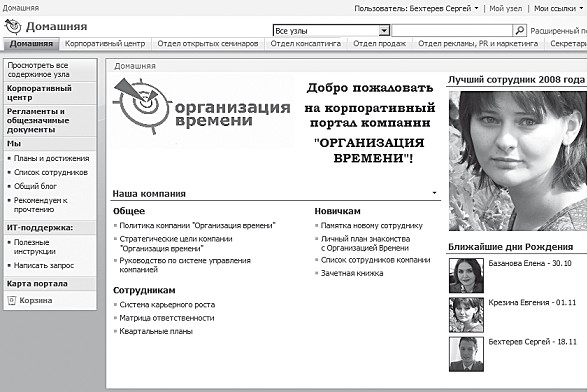 Домашняя
Пользователь: Бехтерев Сергей
Мой узел
Мои ссылки
Домашняя
Все узлы
Расширенный
Домашняя
Корпоративный центр
Отдел открытых семинаров
Отдел консалтинга
Отдел продаж
Отдел рекламы, PR и маркетинга
Секретари
Просмотреть все
содержиное узла
Корпоративный
центр
Регламенты и
общезначимые
документы
Мы
Планы и достижения
Список сотрудников
Общий блог
Рекомендуем к
прочтению
ИТ-поддержка:
Полезные
инструкции
Написать запрос
Карта портала
Корзина
Домашняя
организация
времени
Добро пожаловать
на корпоративный
портал компании
"ОРГАНИЗАЦИЯ
ВРЕМЕНИ"!
Наша компания
Общее
Политика компании "Организация времени"
Стратегические цели компании
"Организация времени"
Руководство по системе управления
компанией
Сотрудникам
Система карьерного роста
Матрица ответственности
Квартальные планы
Новичкам
Памятка новому сотруднику
Личный план знакомства
с Организацией Времени
Список сотрудников компании
Зачетная книжка
Лучший сотрудник 2008 года
Ближайшие дни Рождения
Базанова Елена - 30.10
Крезина Евгения - 01.11
Бехтерев Сергей - 18.11